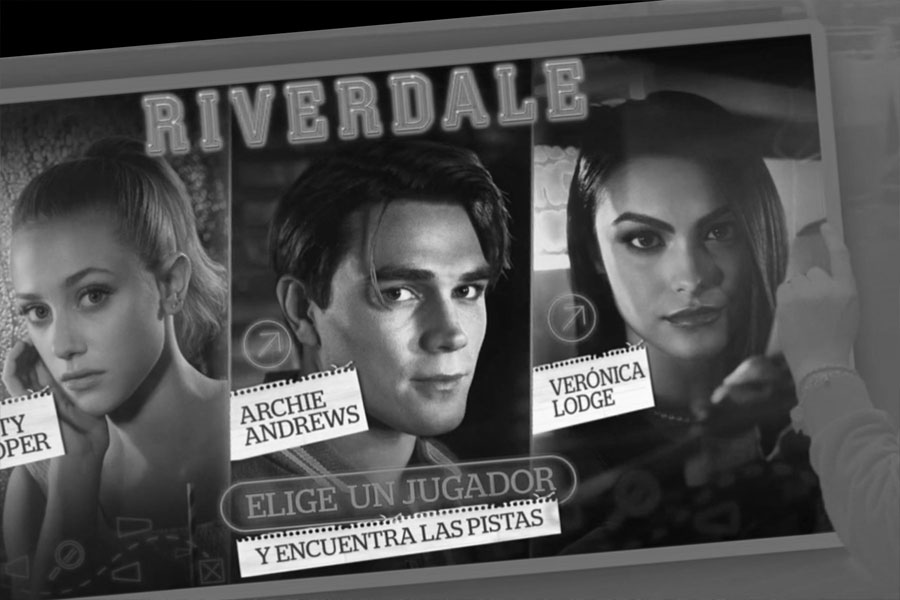 RIVERDALE
TY
OPER
ARCHIE
ANDREWS
VERÓNICA
LODGE
ELIGE UN JUGADOR
Y ENCUENTRA LAS PISTAS